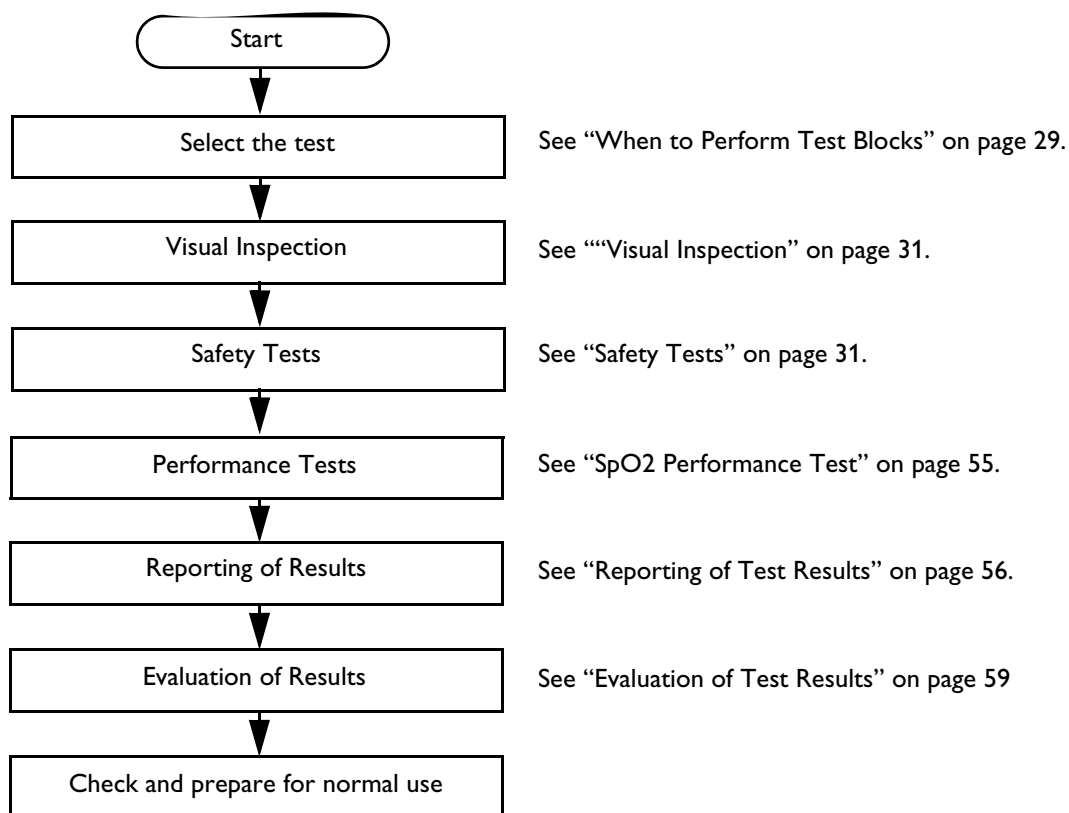 Start
Select the test
See “When to Perform Test Blocks” on page 29.
Visual Inspection
See ““Visual Inspection” on page 31.
Safety Tests
See “Safety Tests” on page 31.
Performance Tests
See “SpO2 Performance Test” on page 55.
Reporting of Results
See “Reporting of Test Results” on page 56.
Evaluation of Results
See “Evaluation of Test Results” on page 59
Check and prepare for normal use